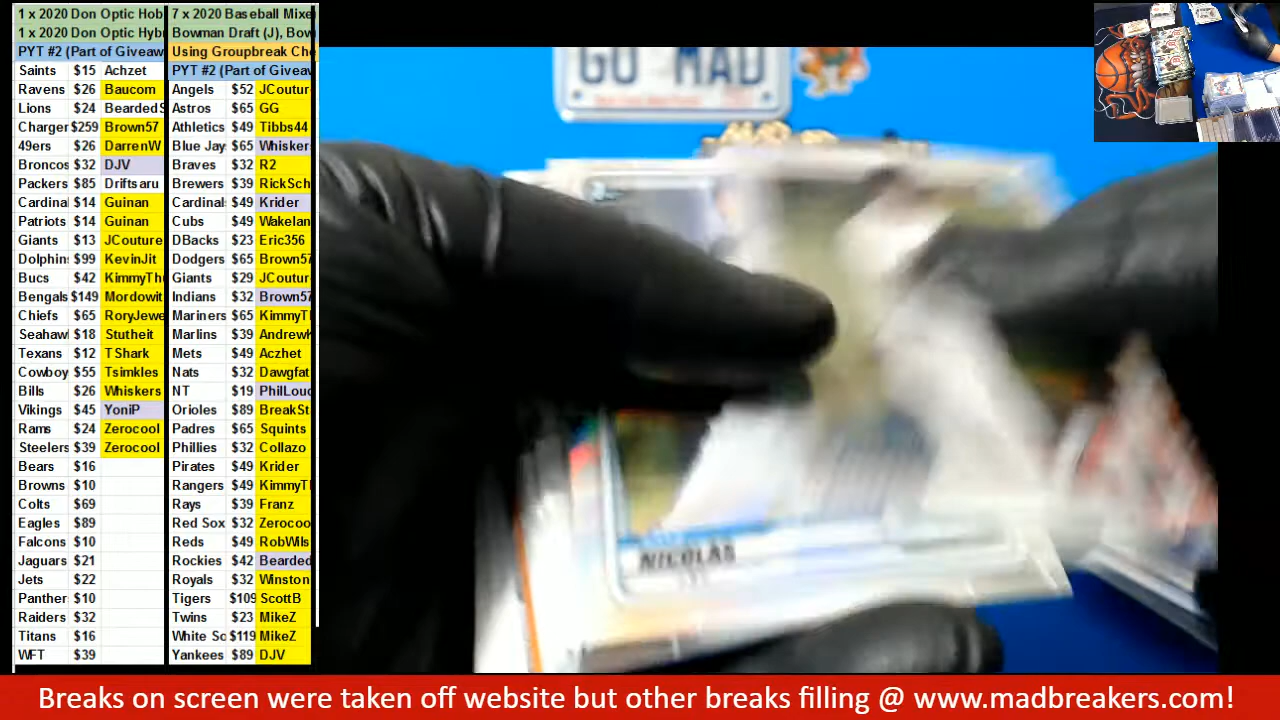 1 x 2020 Don Optic Hob
1 x 2020 Don Optic Hybr
PYT #2 (Part of Giveaw
Saints $15 Achzet
Ravens $26 Baucom
Lions $24 BeardedS
Charger $259 Brown57
49ers $26 DarrenW
Broncos $32 DJV
Packers $85 Driftsaru
Cardinal $14 Guinan
Patriots $14 Guinan
Giants $13 JCouture
Dolphin $99 KevinJit
Bucs $42 KimmyTh
Bengals $149 Mordowit
Chiefs $65 RoryJewe
Seahaw $18 Stutheit
Texans $12 TShark
Cowboy $55 Tsimkles
Bills $26 Whiskers
Vikings $45 YoniP
Rams $24 Zerocool
Steelers $39 Zerocool
Bears $16
Browns $10
Colts $69
Eagles $89
Falcons $10
Jaguars $21
Jets $22
Panther $10
Raiders $32
Titans $16
WFT $39
7 x 2020 Baseball Mixe
Bowman Draft (J), Bow
Using Groupbreak Che
PYT #2 (Part of Giveaw
Angels $52 JCoutur
Astros $65 GG
Athletics $49 Tibbs44
Blue Jay $65 Whisker
Braves $32 R2
Brewers $39 RickSch
Cardinal $49 Krider
Cubs $49 Wakelan
DBacks $23 Eric356
Dodgers $65 Brown57
Giants $29 JCoutur
Indians $32 Brown57
Mariners $65 KimmyT
Marlins $39 Andrew
Mets $49 Aczhet
Nats $32 Dawgfat
NT $19 PhilLou
Orioles $89 BreakSt
Padres $65 Squints
Phillies $32 Collazo
Pirates $49 Krider
Rangers $49 KimmyT
Rays $39 Franz
Red Sox $32 Zerocoo
Reds $49 RobWils
Rockies $42 Bearded
Royals $32 Winston
Tigers $109 ScottB
Twins $23 MikeZ
White So $119 MikeZ
Yankees $89 DJV
GO MAD
NICOLAS
Breaks on screen were taken off website but other breaks filling @ www.madbreakers.com!